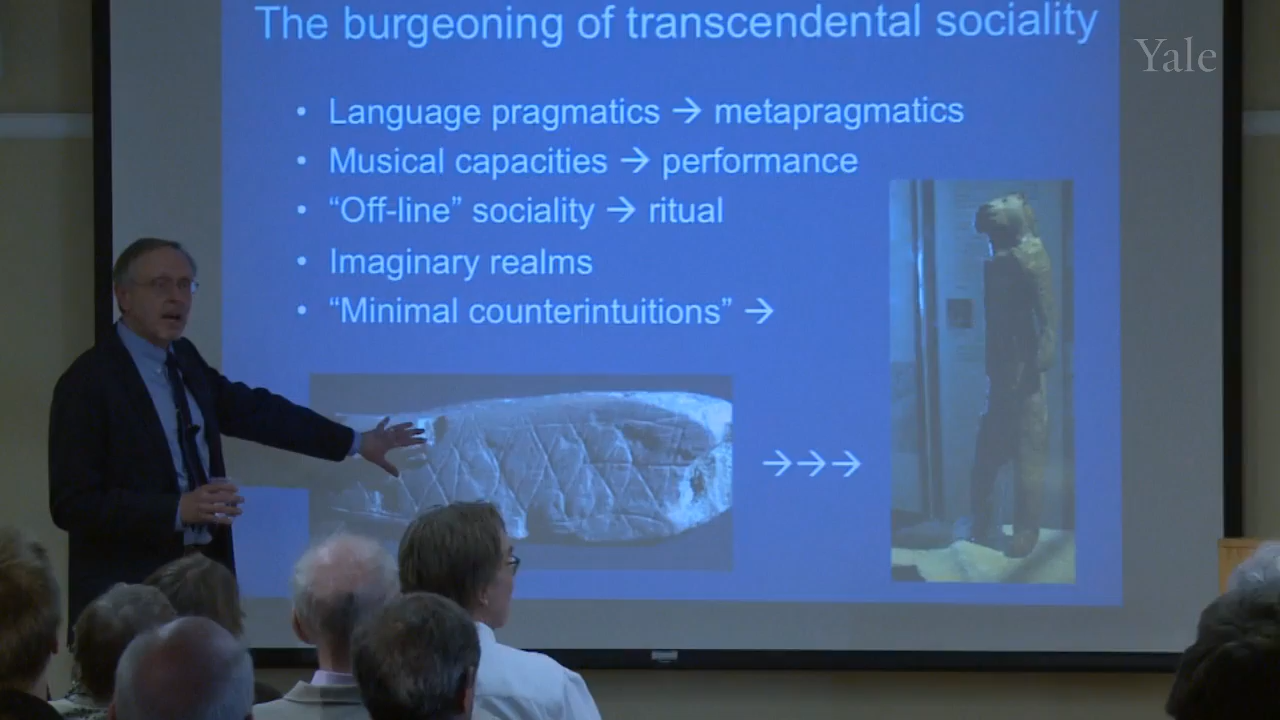 The burgeoning of transcendental sociality
Yale
• Language pragmatics → metapragmatics
• Musical capacities → performance
• “Off-line” sociality → ritual
• Imaginary realms
• “Minimal counterintuitions” →
→→→